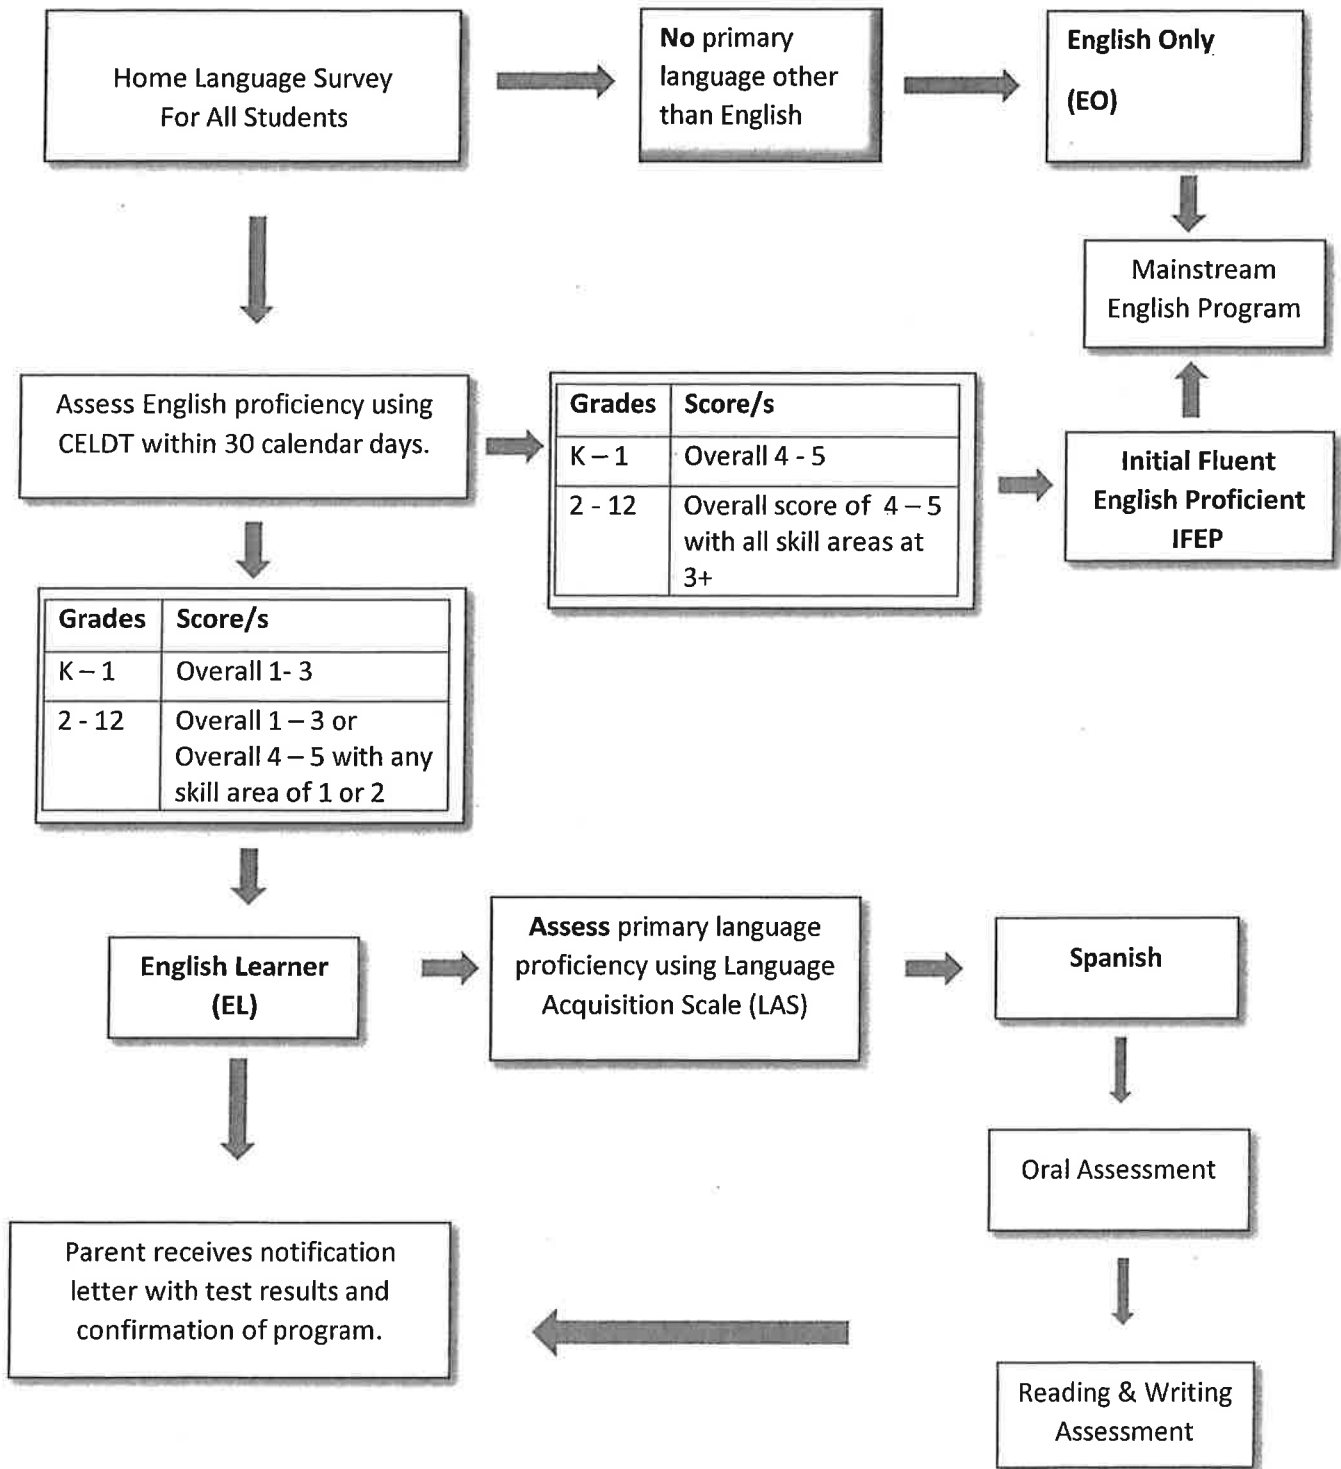 Home Language Survey
For All Students
No primary
language other
than English
English Only
(EO)
Mainstream
English Program
Assess English proficiency using
CELDT within 30 calendar days.
Grades Score/s
K – 1 Overall 4 - 5
2 - 12 Overall score of 4 – 5
with all skill areas at
3+
Initial Fluent
English Proficient
IFEP
Grades Score/s
K – 1 Overall 1- 3
2 - 12 Overall 1 – 3 or
Overall 4 – 5 with any
skill area of 1 or 2
English Learner
(EL)
Assess primary language
proficiency using Language
Acquisition Scale (LAS)
Spanish
Oral Assessment
Reading & Writing
Assessment
Parent receives notification
letter with test results and
confirmation of program.